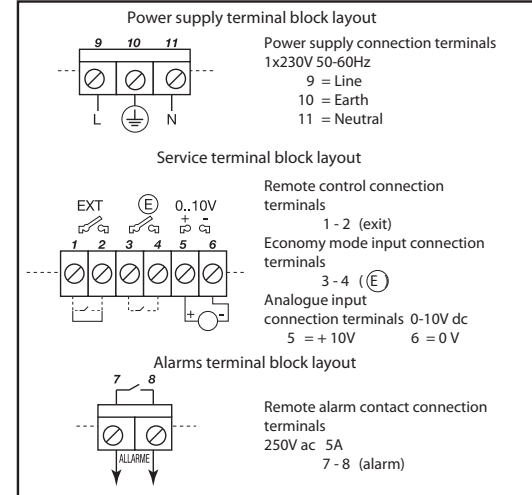 Power supply terminal block layout
9 10 11
L N
Power supply connection terminals
1x230V 50-60Hz
9 = Line
10 = Earth
11 = Neutral
Service terminal block layout
EXT E 0..10V
+ -
1 2 3 4 5 6
+ -
Remote control connection
terminals
1 - 2 (exit)
Economy mode input connection
terminals
3 - 4 ( E )
Analogue input
connection terminals 0-10V dc
5 = + 10V 6 = 0 V
Alarms terminal block layout
7 8
ALLARME
Remote alarm contact connection
terminals
250V ac 5A
7 - 8 (alarm)